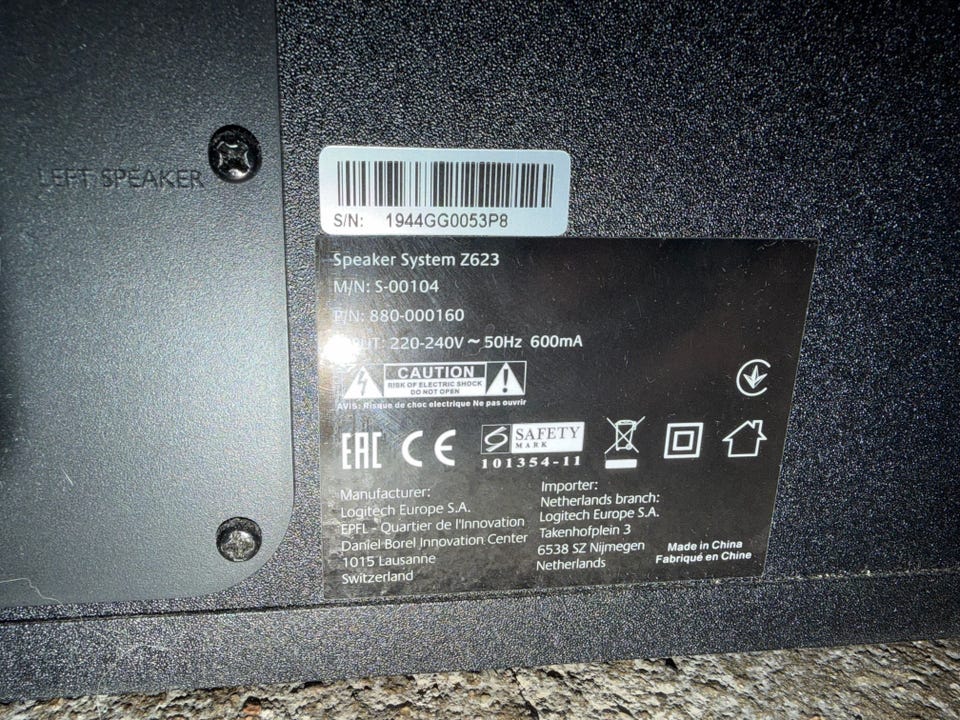 LEFT SPEAKER
S/N: 1944GG0053P8
Speaker System Z623
M/N: S-00104
P/N: 880-000160
220-240V ~ 50Hz 600mA
CAUTION
RISK OF ELECTRIC SHOCK
DO NOT OPEN
AVIS: Risque de choc electrique Ne pas ouvrir
EAC CE
SAFETY
MARK
101354-11
Manufacturer:
Logitech Europe S.A.
EPFL - Quartier de l'Innovation
Daniel Borel Innovation Center
1015 Lausanne
Switzerland
Importer:
Netherlands branch:
Logitech Europe S.A.
Takenhofplein 3
6538 SZ Nijmegen
Netherlands
Made in China
Fabriqué en Chine